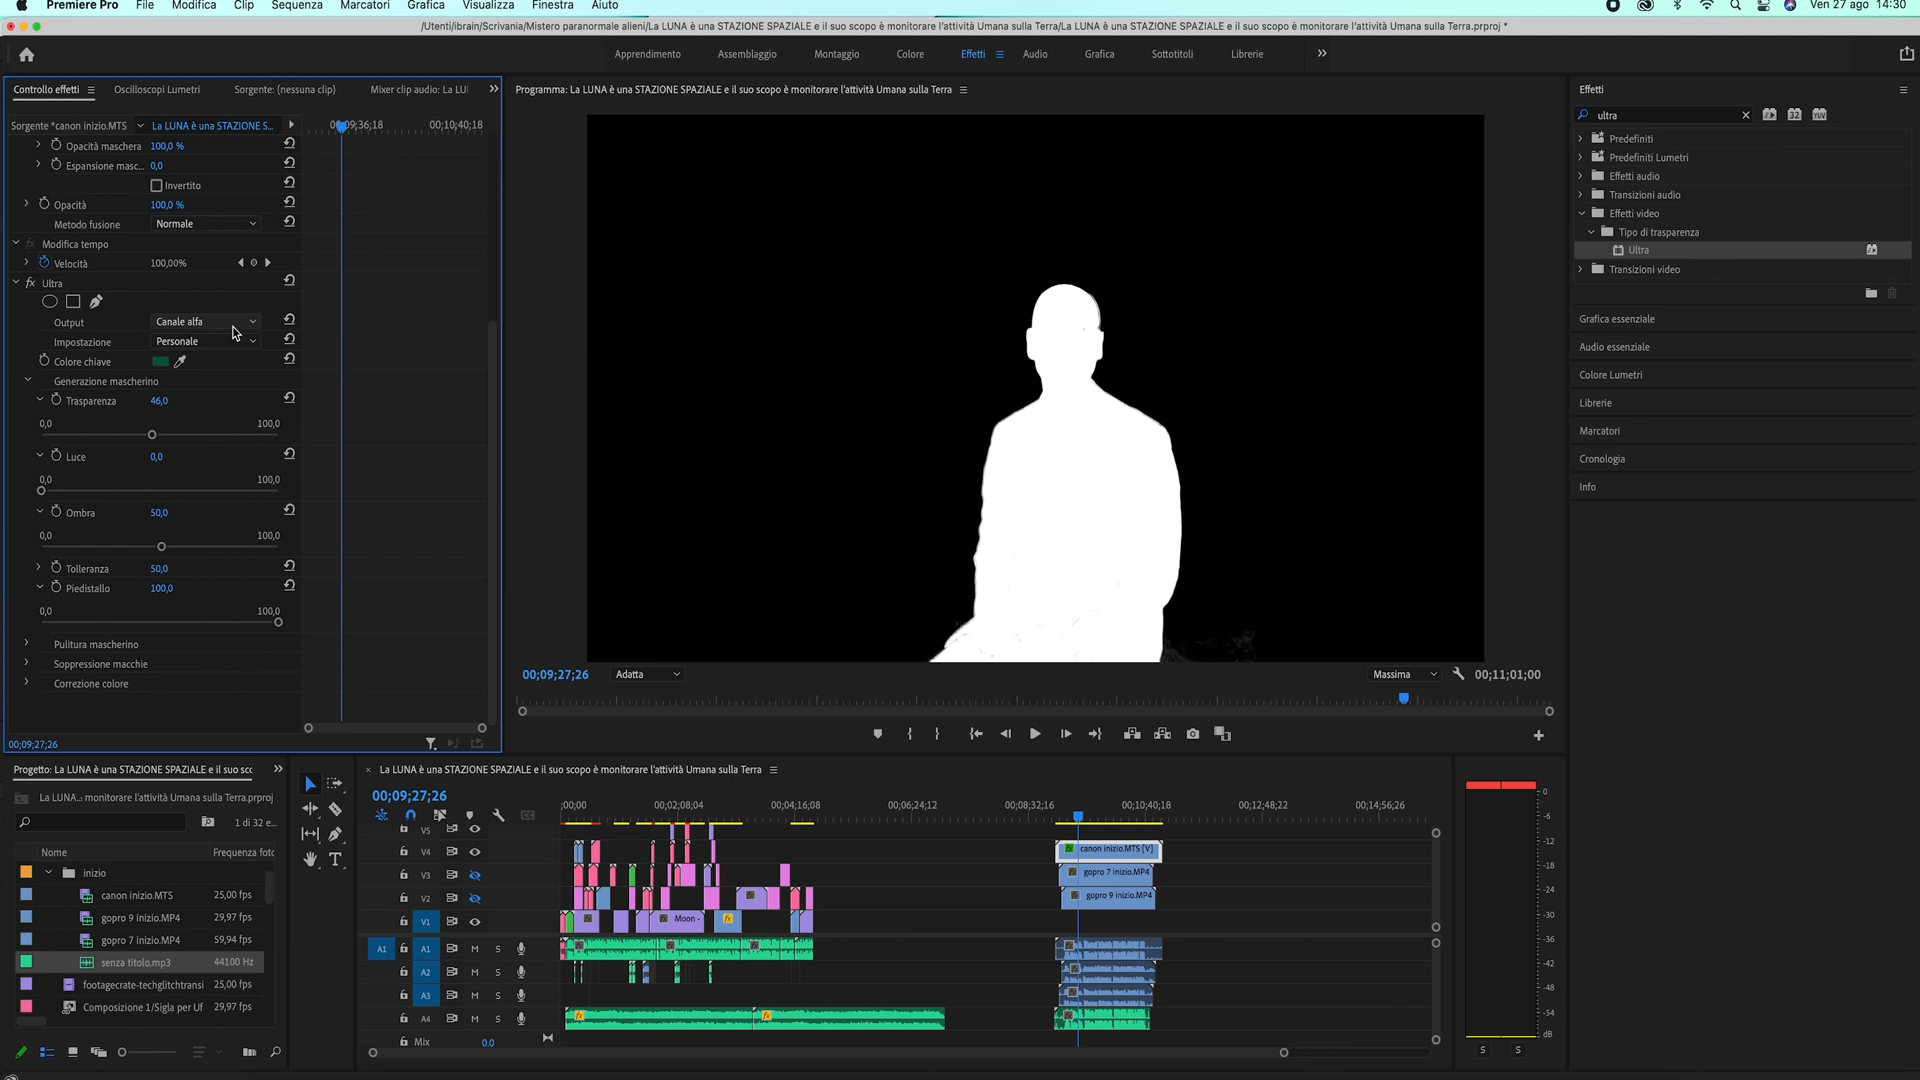 Premiere Pro File Modifica Clip Sequenza Marcatori Grafica Visualizza Finestra Aiuto Ven 27 ago 14:30
/Utenti/ibrain/Scrivania/Mistero paranormale alieni/La LUNA è una STAZIONE SPAZIALE e il suo scopo è monitorare l'attività Umana sulla Terra/La LUNA è una STAZIONE SPAZIALE e il suo scopo è monitorare l'attività Umana sulla Terra.prproj *
Apprendimento Assemblaggio Montaggio Colore Effetti Audio Grafica Sottotitoli Librerie
Controllo effetti Oscilloscopi Lumetri Sorgente: (nessuna clip) Mixer clip audio: La LU
Sorgente *canon inizio.MTS La LUNA è una STAZIONE S... 00;09;36;18 00;10;40;18
Opacità maschera 100,0 %
Espansione masc... 0,0
Invertito
Opacità 100,0 %
Metodo fusione Normale
Modifica tempo
Velocità 100,00%
fx Ultra
Output Canale alfa
Impostazione Personale
Colore chiave
Generazione mascherino
Trasparenza 46,0
0,0 100,0
Luce 0,0
0,0 100,0
Ombra 50,0
0,0 100,0
Tolleranza 50,0
Piedistallo 100,0
0,0 100,0
Pulitura mascherino
Soppressione macchie
Correzione colore
00;09;27;26
Programma: La LUNA è una STAZIONE SPAZIALE e il suo scopo è monitorare l'attività Umana sulla Terra
00;09;27;26 Adatta Massima 00;11;01;00
Effetti
ultra 32 YUV
Predefiniti
Predefiniti Lumetri
Effetti audio
Transizioni audio
Effetti video
Tipo di trasparenza
Ultra
Transizioni video
Grafica essenziale
Audio essenziale
Colore Lumetri
Librerie
Marcatori
Cronologia
Info
Progetto: La LUNA è una STAZIONE SPAZIALE e il suo sco
La LUNA...: monitorare l'attività Umana sulla Terra.prproj
1 di 32 e...
Nome Frequenza foto
inizio
canon inizio.MTS 25,00 fps
gopro 9 inizio.MP4 29,97 fps
gopro 7 inizio.MP4 59,94 fps
senza titolo.mp3 44100 Hz
footagecrate-techglitchtransi 25,00 fps
Composizione 1/Sigla per Uf 29,97 fps
× La LUNA è una STAZIONE SPAZIALE e il suo scopo è monitorare l'attività Umana sulla Terra
00;09;27;26
;00;00 00;02;08;04 00;04;16;08 00;06;24;12 00;08;32;16 00;10;40;18 00;12;48;22 00;14;56;26
V5
V4 canon inizio.MTS [V]
V3 gopro 7 inizio.MP4
V2 gopro 9 inizio.MP4
V1 Moon - fx
A1 A1 M S
A2 M S
A3 M S
A4 M S fx fx
Mix 0.0
0
-6
-12
-18
-24
-30
-36
-42
-48
-54
dB
S S